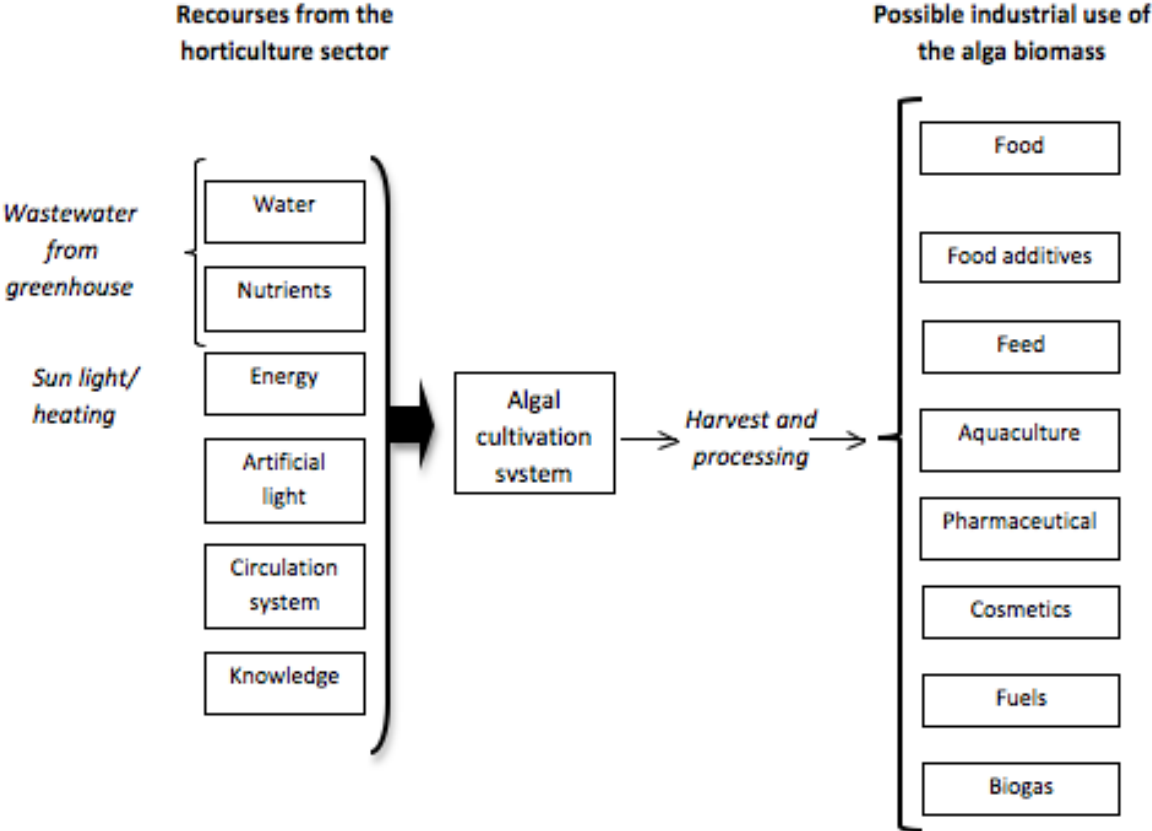 Recourses from the
horticulture sector
Possible industrial use of
the alga biomass
Wastewater
from
greenhouse
Sun light/
heating
Water
Nutrients
Energy
Artificial
light
Circulation
system
Knowledge
Algal
cultivation
system
Harvest and
processing
Food
Food additives
Feed
Aquaculture
Pharmaceutical
Cosmetics
Fuels
Biogas